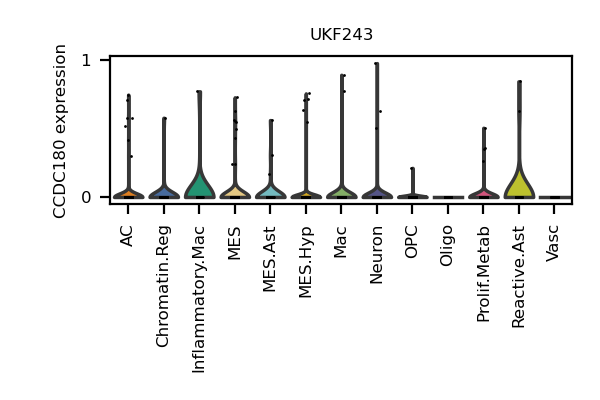 UKF243
CCDC180 expression
1
0
AC
Chromatin.Reg
Inflammatory.Mac
MES
MES.Ast
MES.Hyp
Mac
Neuron
OPC
Oligo
Prolif.Metab
Reactive.Ast
Vasc